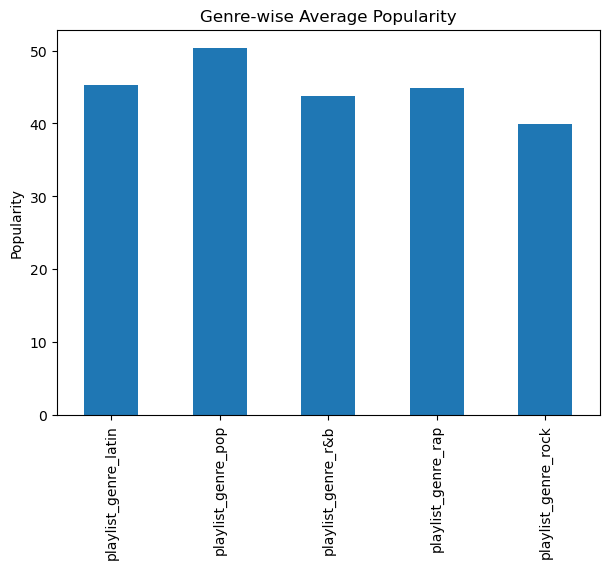 Genre-wise Average Popularity
Popularity
50
40
30
20
10
0
playlist_genre_latin
playlist_genre_pop
playlist_genre_r&b
playlist_genre_rap
playlist_genre_rock